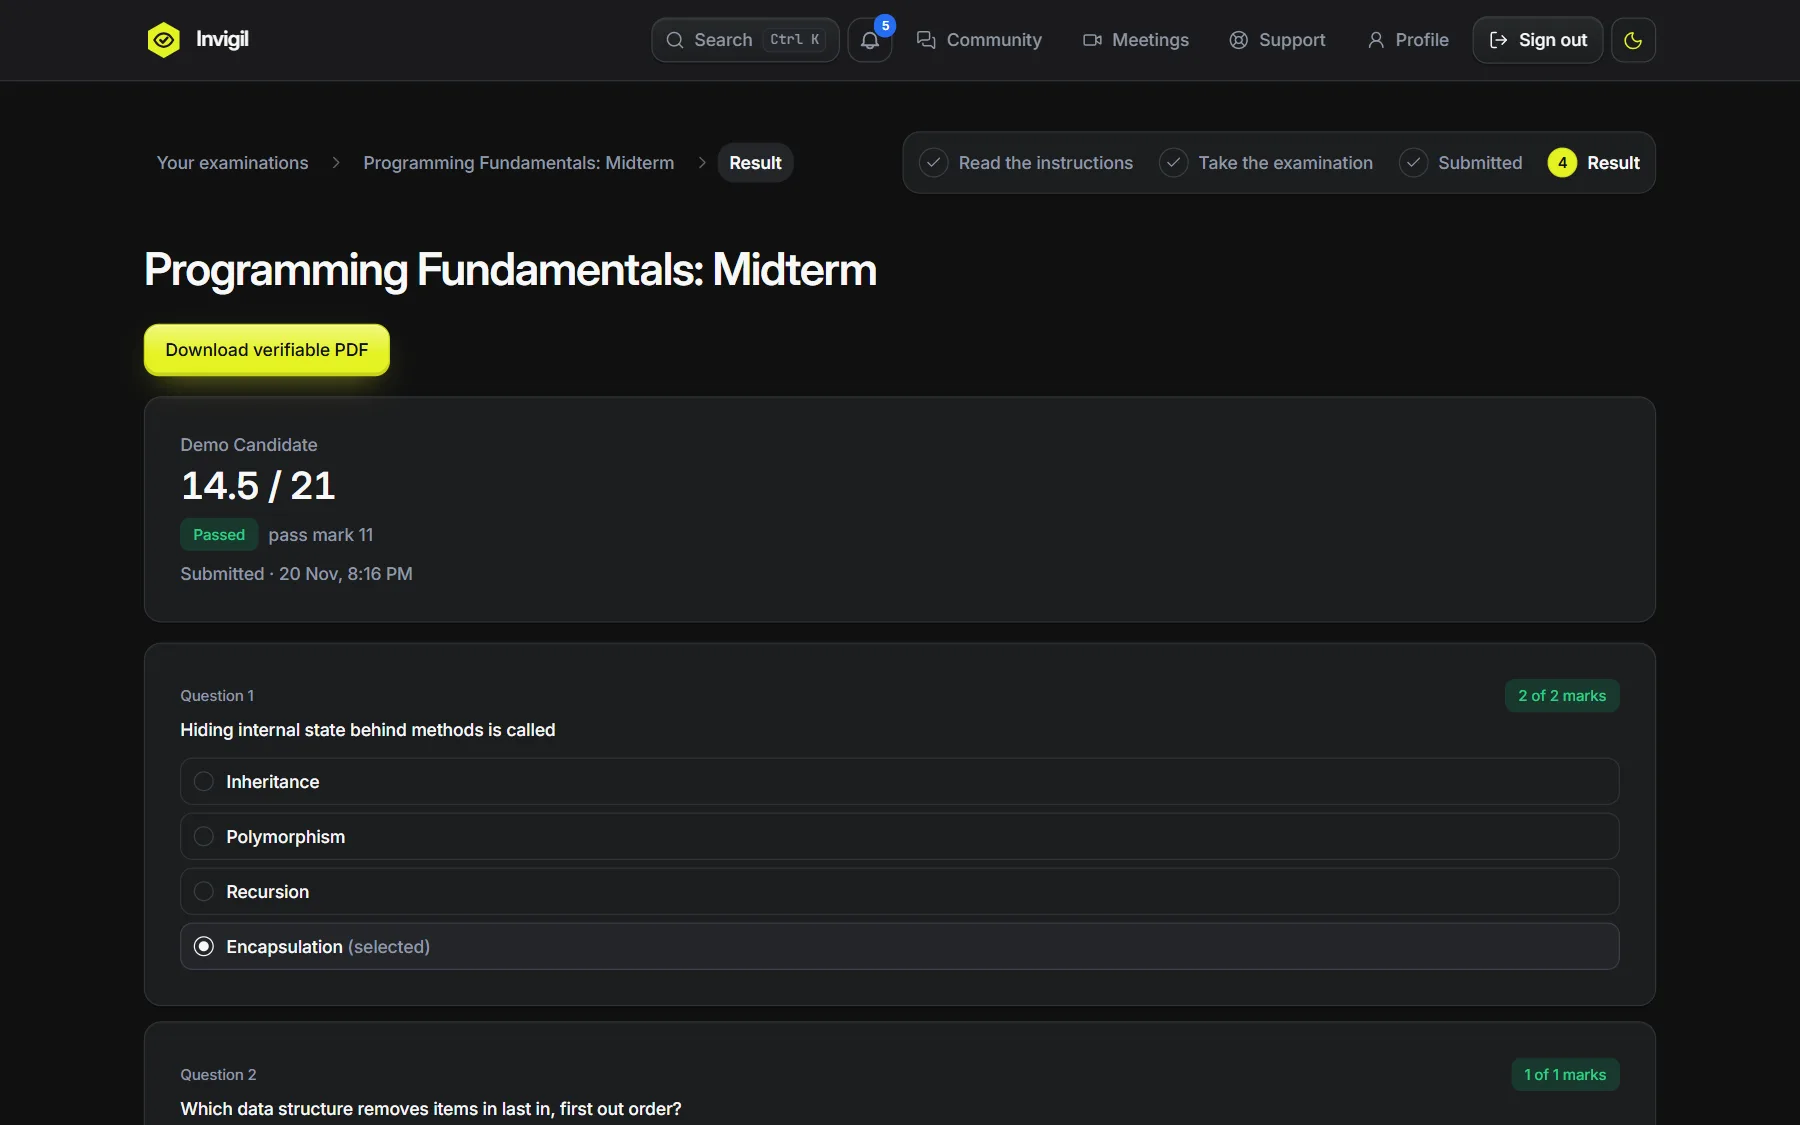 Invigil
Search Ctrl K
5
Community
Meetings
Support
Profile
Sign out
Your examinations > Programming Fundamentals: Midterm > Result
Read the instructions
Take the examination
Submitted
4 Result
Programming Fundamentals: Midterm
Download verifiable PDF
Demo Candidate
14.5 / 21
Passed pass mark 11
Submitted · 20 Nov, 8:16 PM
Question 1
2 of 2 marks
Hiding internal state behind methods is called
Inheritance
Polymorphism
Recursion
Encapsulation (selected)
Question 2
1 of 1 marks
Which data structure removes items in last in, first out order?